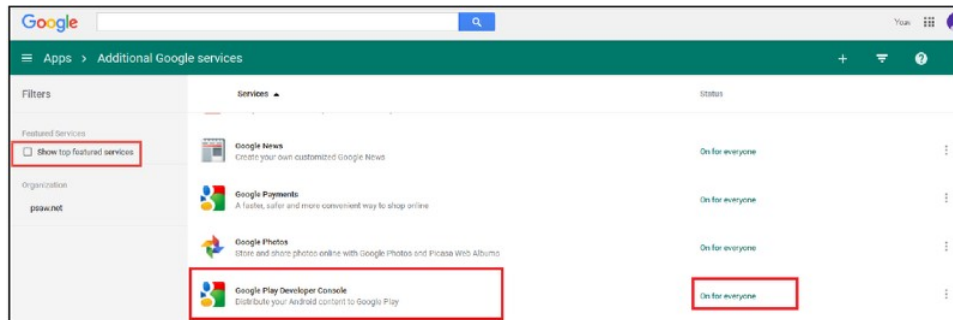 Google
Apps > Additional Google services
Filters
Services
Status
Featured Services
Show top featured services
Organization
psaw.net
Google News
Create your own customized Google News
On for everyone
Google Payments
A faster, safer and more convenient way to shop online
On for everyone
Google Photos
Store and share photos online with Google Photos and Picasa Web Albums
On for everyone
Google Play Developer Console
Distribute your Android content to Google Play
On for everyone